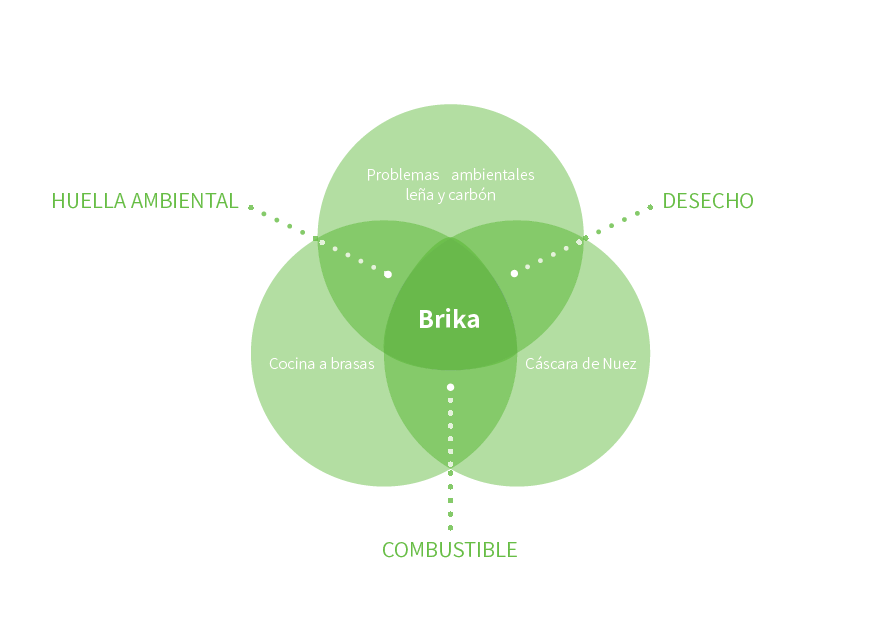 Problemas ambientales
leña y carbón
HUELLA AMBIENTAL
DESECHO
Brika
Cocina a brasas
Cáscara de Nuez
COMBUSTIBLE